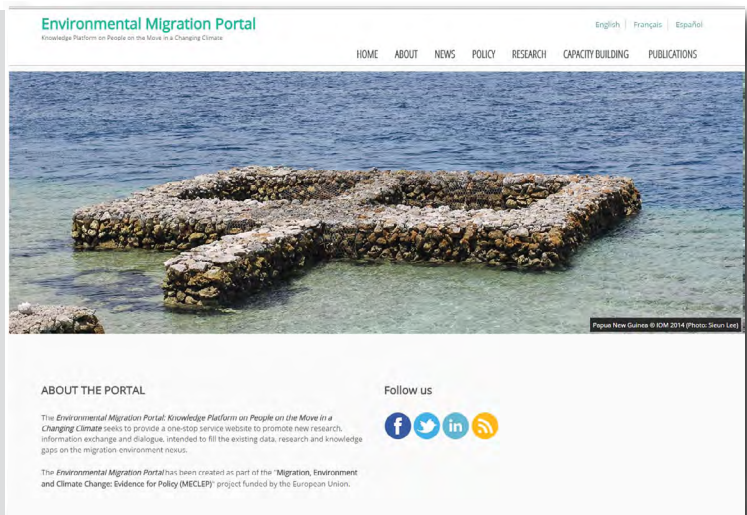 Environmental Migration Portal
Knowledge Platform on People on the Move in a Changing Climate
English | Français | Español
HOME ABOUT NEWS POLICY RESEARCH CAPACITY BUILDING PUBLICATIONS
Papua New Guinea © IOM 2014 (Photo: Sieun Lee)
ABOUT THE PORTAL
The Environmental Migration Portal: Knowledge Platform on People on the Move in a
Changing Climate seeks to provide a one-stop service website to promote new research,
information exchange and dialogue, intended to fill the existing data, research and knowledge
gaps on the migration-environment nexus.
The Environmental Migration Portal has been created as part of the "Migration, Environment
and Climate Change: Evidence for Policy (MECLEP)" project funded by the European Union.
Follow us
f
in